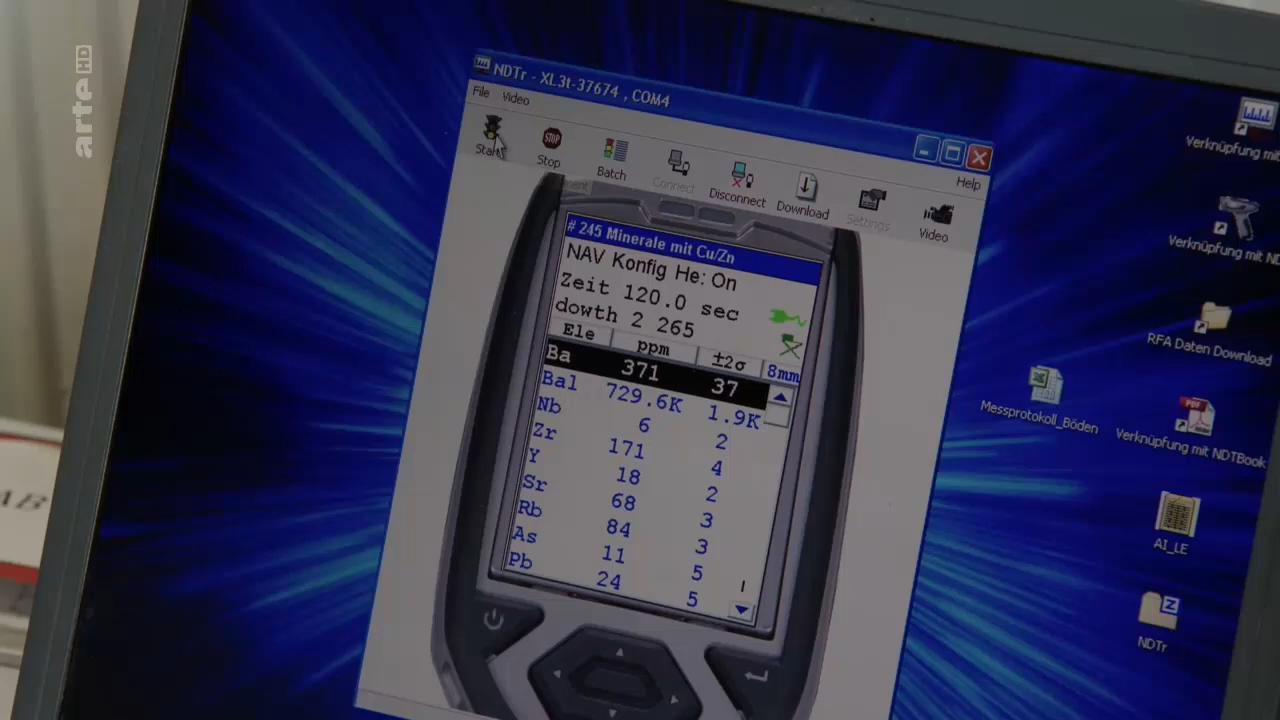 arte HD
NDTr - XL3t-37674 , COM4
File Video
Help
Start Stop Batch Connect Disconnect Download Settings Video
# 245 Minerale mit Cu/Zn
NAV Konfig He: On
Zeit 120.0 sec
dowth 2 265
Ele ppm ±2σ 8mm
Ba 371 37
Bal 729.6K 1.9K
Nb 6 2
Zr 171 4
Y 18 2
Sr 68 3
Rb 84 3
As 11 5
Pb 24 5
Verknüpfung mit
Verknüpfung mit ND
RFA Daten Download
Messprotokoll_Böden
Verknüpfung mit NDTBook
AI_LE
NDTr
AB